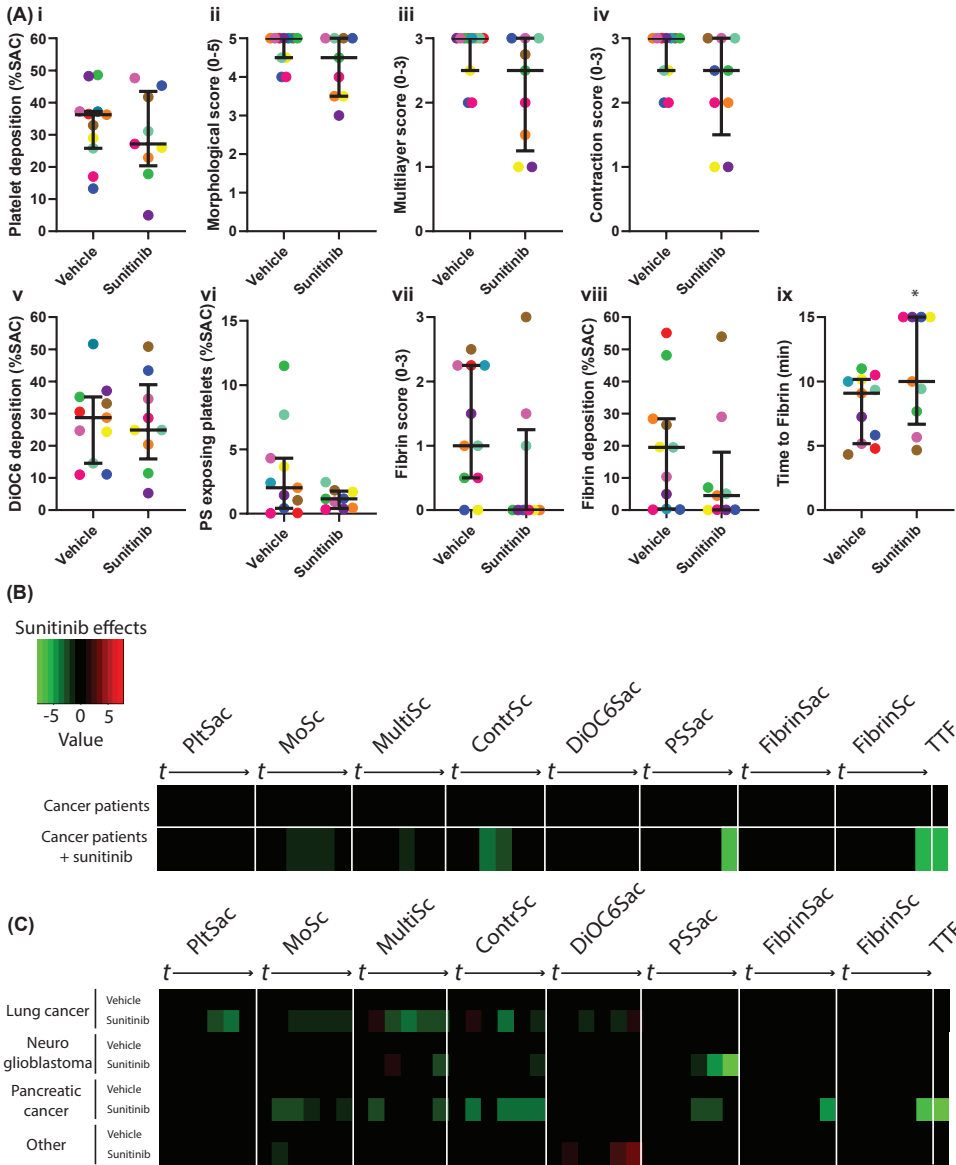 (A) i ii iii iv
Platelet deposition (%SAC)
60
50
40
30
20
10
0
Vehicle
Sunitinib
Morphological score (0-5)
5
4
3
2
1
0
Vehicle
Sunitinib
Multilayer score (0-3)
3
2
1
0
Vehicle
Sunitinib
Contraction score (0-3)
3
2
1
0
Vehicle
Sunitinib
v vi vii viii ix
DiOC6 deposition (%SAC)
60
50
40
30
20
10
0
Vehicle
Sunitinib
PS exposing platelets (%SAC)
15
10
5
0
Vehicle
Sunitinib
Fibrin score (0-3)
3
2
1
0
Vehicle
Sunitinib
Fibrin deposition (%SAC)
60
50
40
30
20
10
0
Vehicle
Sunitinib
Time to Fibrin (min)
*
15
10
5
0
Vehicle
Sunitinib
(B)
Sunitinib effects
-5 0 5
Value
PltSac MoSc MultiSc ContrSc DiOC6Sac PSSac FibrinSac FibrinSc TTF
t t t t t t t t
Cancer patients
Cancer patients
+ sunitinib
(C)
PltSac MoSc MultiSc ContrSc DiOC6Sac PSSac FibrinSac FibrinSc TTF
t t t t t t t t
Lung cancer
Vehicle
Sunitinib
Neuro
glioblastoma
Vehicle
Sunitinib
Pancreatic
cancer
Vehicle
Sunitinib
Other
Vehicle
Sunitinib